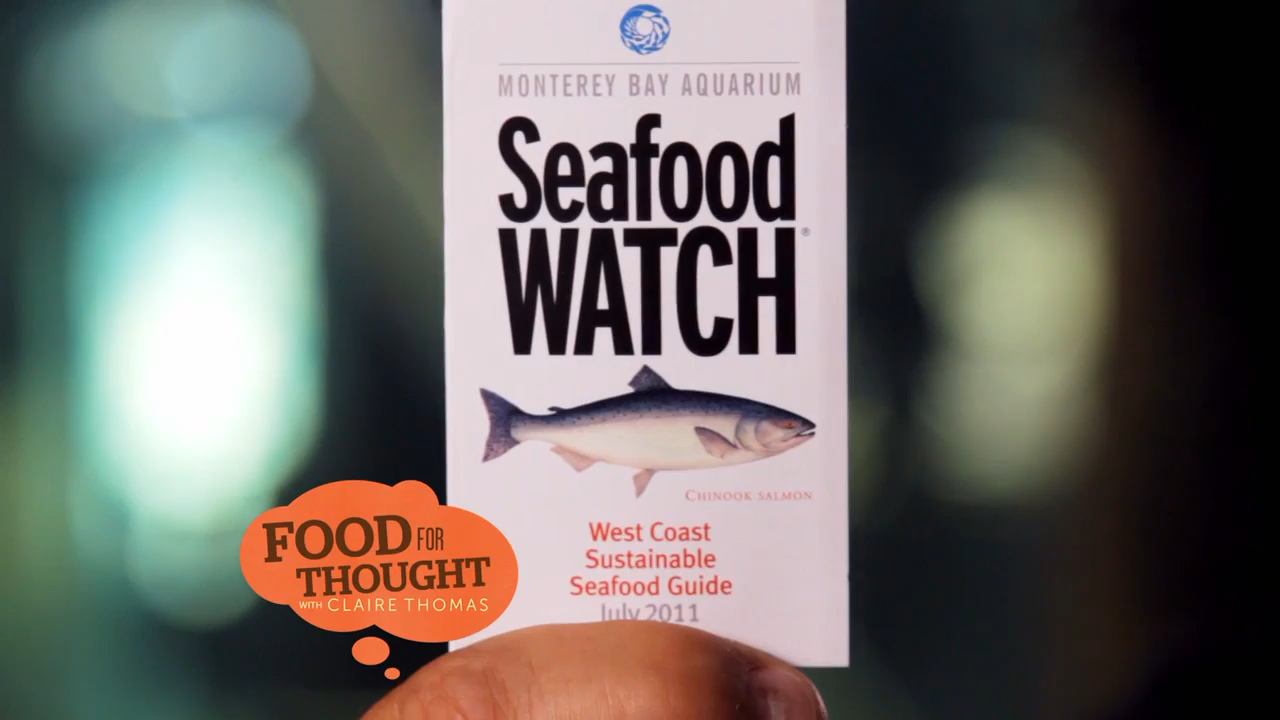 MONTEREY BAY AQUARIUM
Seafood
WATCH®
CHINOOK SALMON
West Coast
Sustainable
Seafood Guide
July 2011
FOOD FOR
THOUGHT
WITH CLAIRE THOMAS